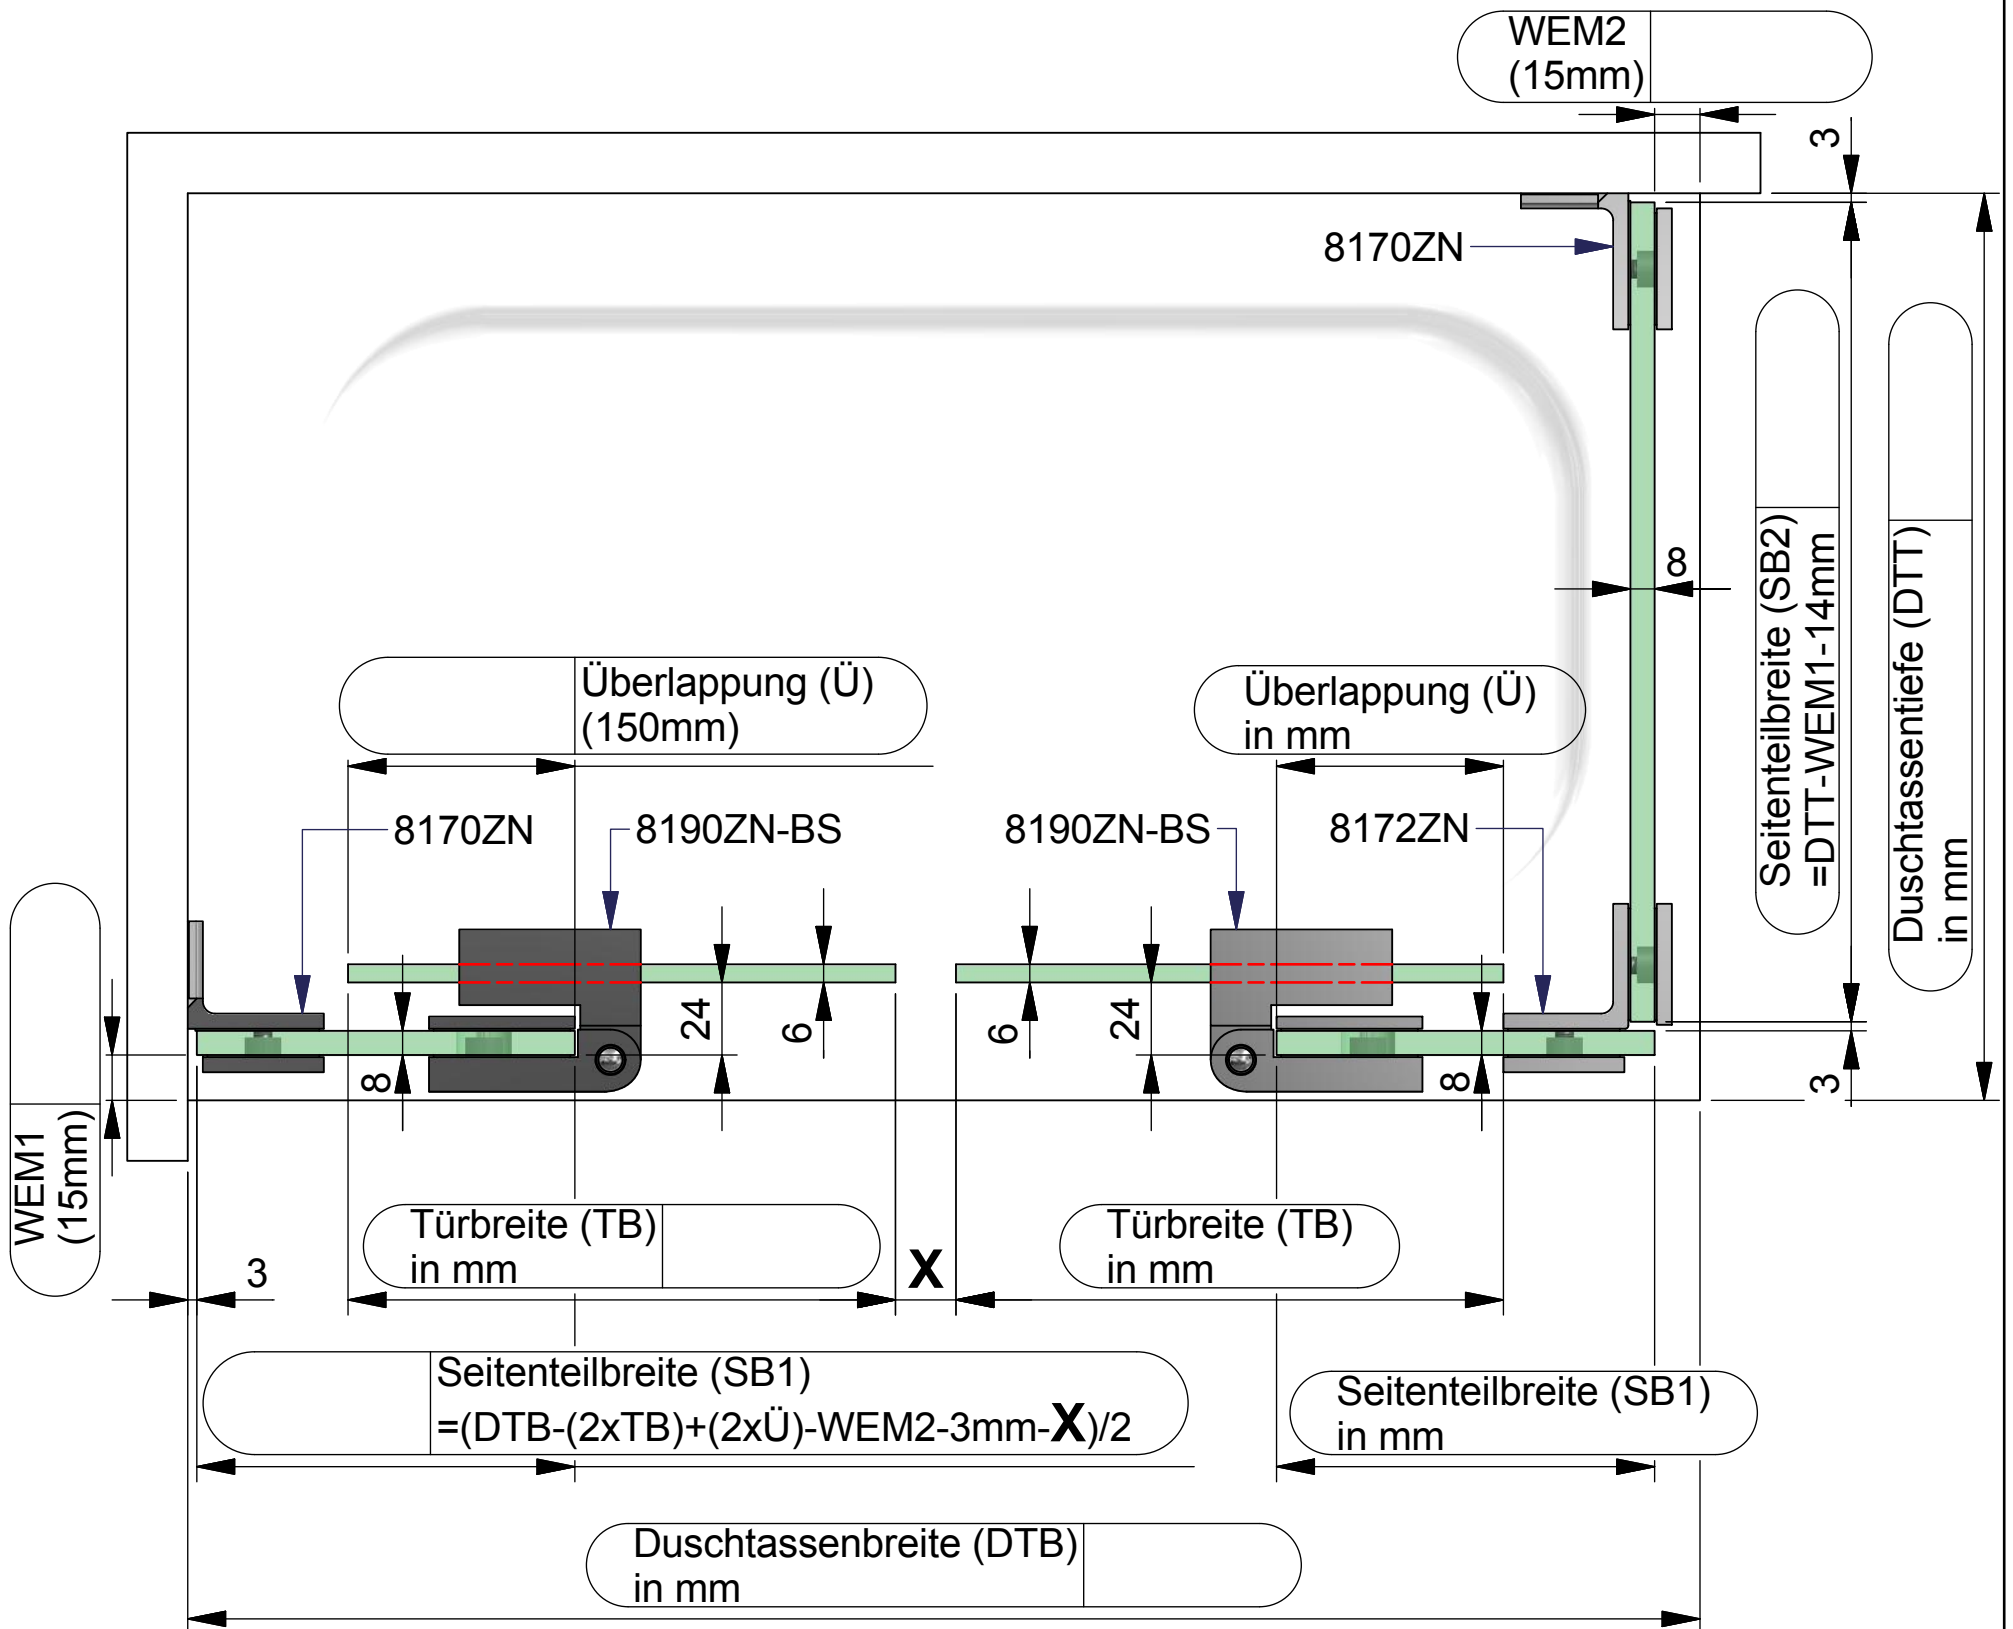 WEM2
(15mm)
3
8170ZN
8
Seitenteilbreite (SB2)
=DTT-WEM1-14mm
Duschtassentiefe (DTT)
in mm
Überlappung (Ü)
(150mm)
Überlappung (Ü)
in mm
8170ZN
8190ZN-BS
8190ZN-BS
8172ZN
24
6
6
24
8
8
3
WEM1
(15mm)
Türbreite (TB)
in mm
X
Türbreite (TB)
in mm
3
Seitenteilbreite (SB1)
=(DTB-(2xTB)+(2xÜ)-WEM2-3mm-X)/2
Seitenteilbreite (SB1)
in mm
Duschtassenbreite (DTB)
in mm